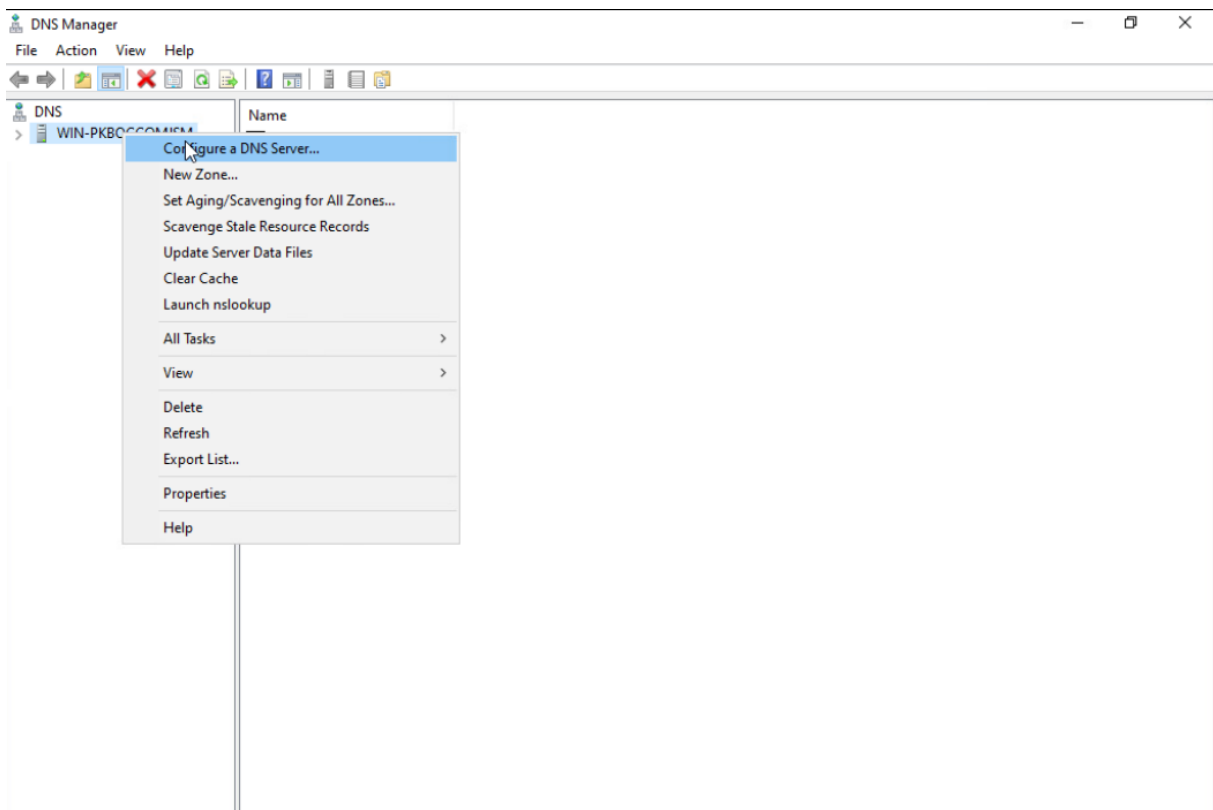 DNS Manager
File Action View Help
DNS
Name
Configure a DNS Server...
New Zone...
Set Aging/Scavenging for All Zones...
Scavenge Stale Resource Records
Update Server Data Files
Clear Cache
Launch nslookup
All Tasks
View
Delete
Refresh
Export List...
Properties
Help